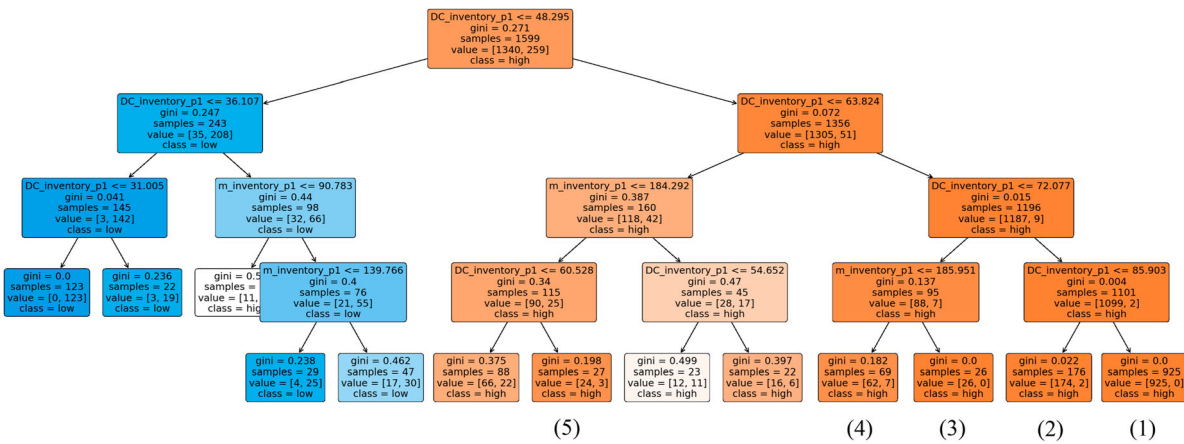 DC_inventory_p1 <= 48.295
gini = 0.271
samples = 1599
value = [1340, 259]
class = high
DC_inventory_p1 <= 36.107
gini = 0.247
samples = 243
value = [35, 208]
class = low
DC_inventory_p1 <= 63.824
gini = 0.072
samples = 1356
value = [1305, 51]
class = high
DC_inventory_p1 <= 31.005
gini = 0.041
samples = 145
value = [3, 142]
class = low
m_inventory_p1 <= 90.783
gini = 0.44
samples = 98
value = [32, 66]
class = low
m_inventory_p1 <= 184.292
gini = 0.387
samples = 160
value = [118, 42]
class = high
DC_inventory_p1 <= 72.077
gini = 0.015
samples = 1196
value = [1187, 9]
class = high
gini = 0.0
samples = 123
value = [0, 123]
class = low
gini = 0.236
samples = 22
value = [3, 19]
class = low
gini = 0.5
samples =
value = [11,
class = high
m_inventory_p1 <= 139.766
gini = 0.4
samples = 76
value = [21, 55]
class = low
DC_inventory_p1 <= 60.528
gini = 0.34
samples = 115
value = [90, 25]
class = high
DC_inventory_p1 <= 54.652
gini = 0.47
samples = 45
value = [28, 17]
class = high
m_inventory_p1 <= 185.951
gini = 0.137
samples = 95
value = [88, 7]
class = high
DC_inventory_p1 <= 85.903
gini = 0.004
samples = 1101
value = [1099, 2]
class = high
gini = 0.238
samples = 29
value = [4, 25]
class = low
gini = 0.462
samples = 47
value = [17, 30]
class = low
gini = 0.375
samples = 88
value = [66, 22]
class = high
gini = 0.198
samples = 27
value = [24, 3]
class = high
gini = 0.499
samples = 23
value = [12, 11]
class = high
gini = 0.397
samples = 22
value = [16, 6]
class = high
gini = 0.182
samples = 69
value = [62, 7]
class = high
gini = 0.0
samples = 26
value = [26, 0]
class = high
gini = 0.022
samples = 176
value = [174, 2]
class = high
gini = 0.0
samples = 925
value = [925, 0]
class = high
(5) (4) (3) (2) (1)